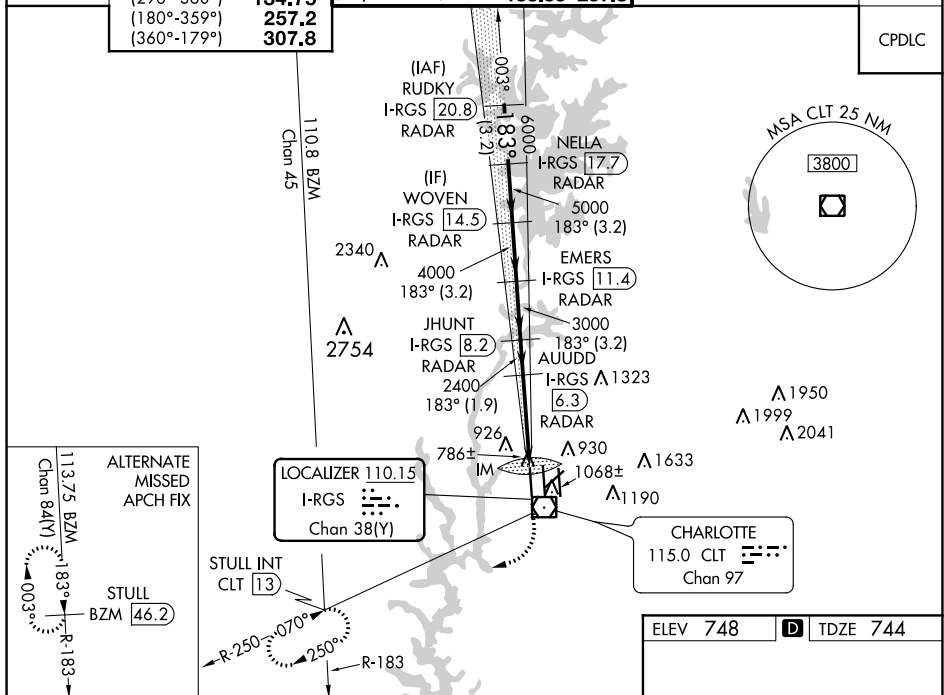 (180°-359°) 257.2
(360°-179°) 307.8
CPDLC
110.8 BZM
Chan 45
(IAF)
RUDKY
I-RGS 20.8
RADAR
003°
183°
(3.2)
6000
NELLA
I-RGS 17.7
RADAR
5000
183° (3.2)
MSA CLT 25 NM
3800
(IF)
WOVEN
I-RGS 14.5
RADAR
2340
4000
183° (3.2)
EMERS
I-RGS 11.4
RADAR
3000
183° (3.2)
2754
JHUNT
I-RGS 8.2
RADAR
2400
183° (1.9)
AUUDD
I-RGS 6.3
RADAR
1323
1950
1999
2041
926
786±
IM
930
1068±
1633
1190
LOCALIZER 110.15
I-RGS
Chan 38(Y)
CHARLOTTE
115.0 CLT
Chan 97
ALTERNATE
MISSED
APCH FIX
113.75 BZM
Chan 84(Y)
183°
003°
STULL
BZM 46.2
R-183
STULL INT
CLT 13
R-250
070°
250°
R-183
ELEV 748 D TDZE 744